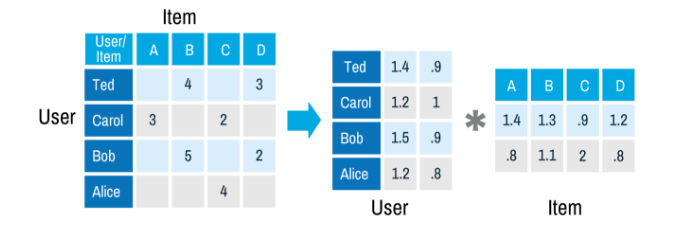 Item
User/
Item A B C D
Ted 4 3
User Carol 3 2
Bob 5 2
Alice 4
Ted 1.4 .9
Carol 1.2 1
Bob 1.5 .9
Alice 1.2 .8
User
*
A B C D
1.4 1.3 .9 1.2
.8 1.1 2 .8
Item